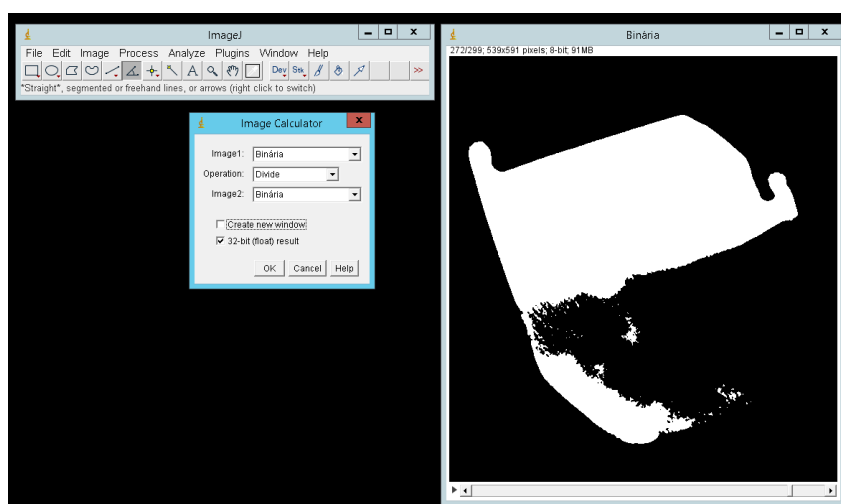 ImageJ
File Edit Image Process Analyze Plugins Window Help
A Dev Stk >>
*Straight*, segmented or freehand lines, or arrows (right click to switch)
Image Calculator
Image1: Binária
Operation: Divide
Image2: Binária
Create new window
32-bit (float) result
OK Cancel Help
Binária
272/299; 539x591 pixels; 8-bit; 91MB